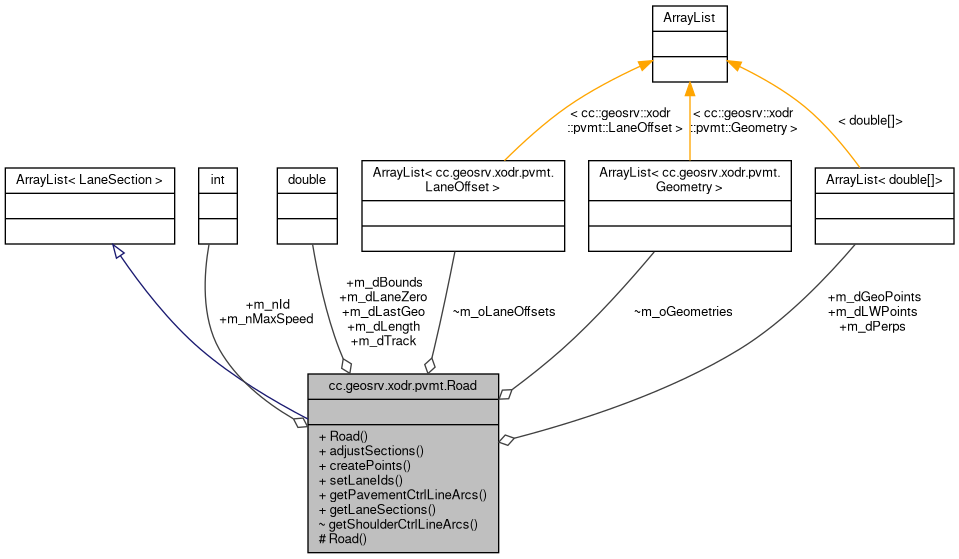 ArrayList
< cc::geosrv::xodr
::pvmt::LaneOffset >
< cc::geosrv::xodr
::pvmt::Geometry >
< double[]>
ArrayList< LaneSection >
int
double
ArrayList< cc.geosrv.xodr.pvmt.
LaneOffset >
ArrayList< cc.geosrv.xodr.pvmt.
Geometry >
ArrayList< double[]>
+m_nId
+m_nMaxSpeed
+m_dBounds
+m_dLaneZero
+m_dLastGeo
+m_dLength
+m_dTrack
~m_oLaneOffsets
~m_oGeometries
+m_dGeoPoints
+m_dLWPoints
+m_dPerps
cc.geosrv.xodr.pvmt.Road
+ Road()
+ adjustSections()
+ createPoints()
+ setLaneIds()
+ getPavementCtrlLineArcs()
+ getLaneSections()
~ getShoulderCtrlLineArcs()
# Road()